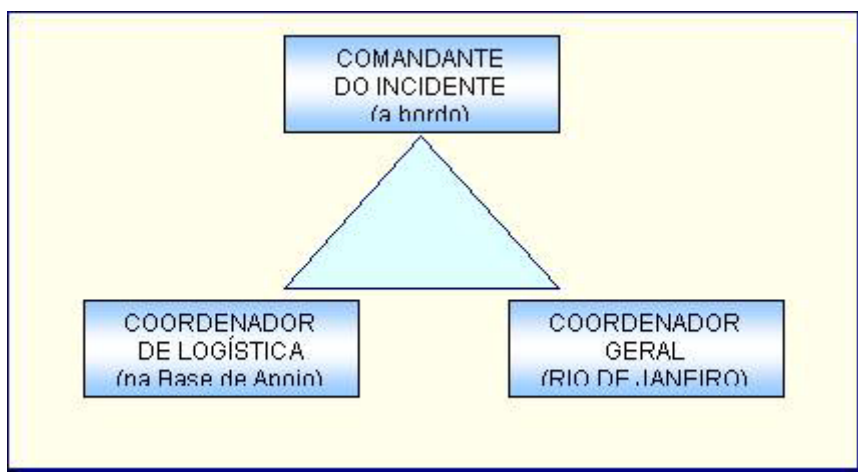 COMANDANTE
DO INCIDENTE
(a bordo)
COORDENADOR
DE LOGÍSTICA
(na Base de Apoio)
COORDENADOR
GERAL
(RIO DE JANEIRO)